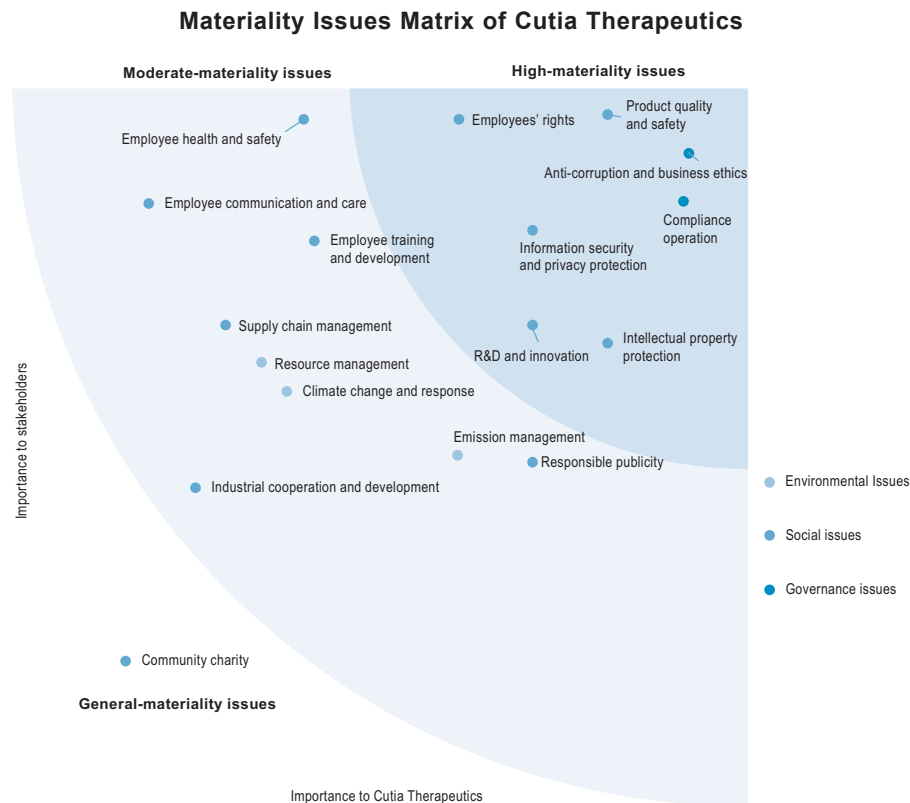 Materiality Issues Matrix of Cutia Therapeutics
Moderate-materiality issues
High-materiality issues
Employee health and safety
Employees’ rights
Product quality
and safety
Anti-corruption and business ethics
Employee communication and care
Compliance
operation
Employee training
and development
Information security
and privacy protection
Supply chain management
R&D and innovation
Intellectual property
protection
Resource management
Climate change and response
Emission management
Responsible publicity
Industrial cooperation and development
Importance to stakeholders
Environmental Issues
Social issues
Governance issues
Community charity
General-materiality issues
Importance to Cutia Therapeutics